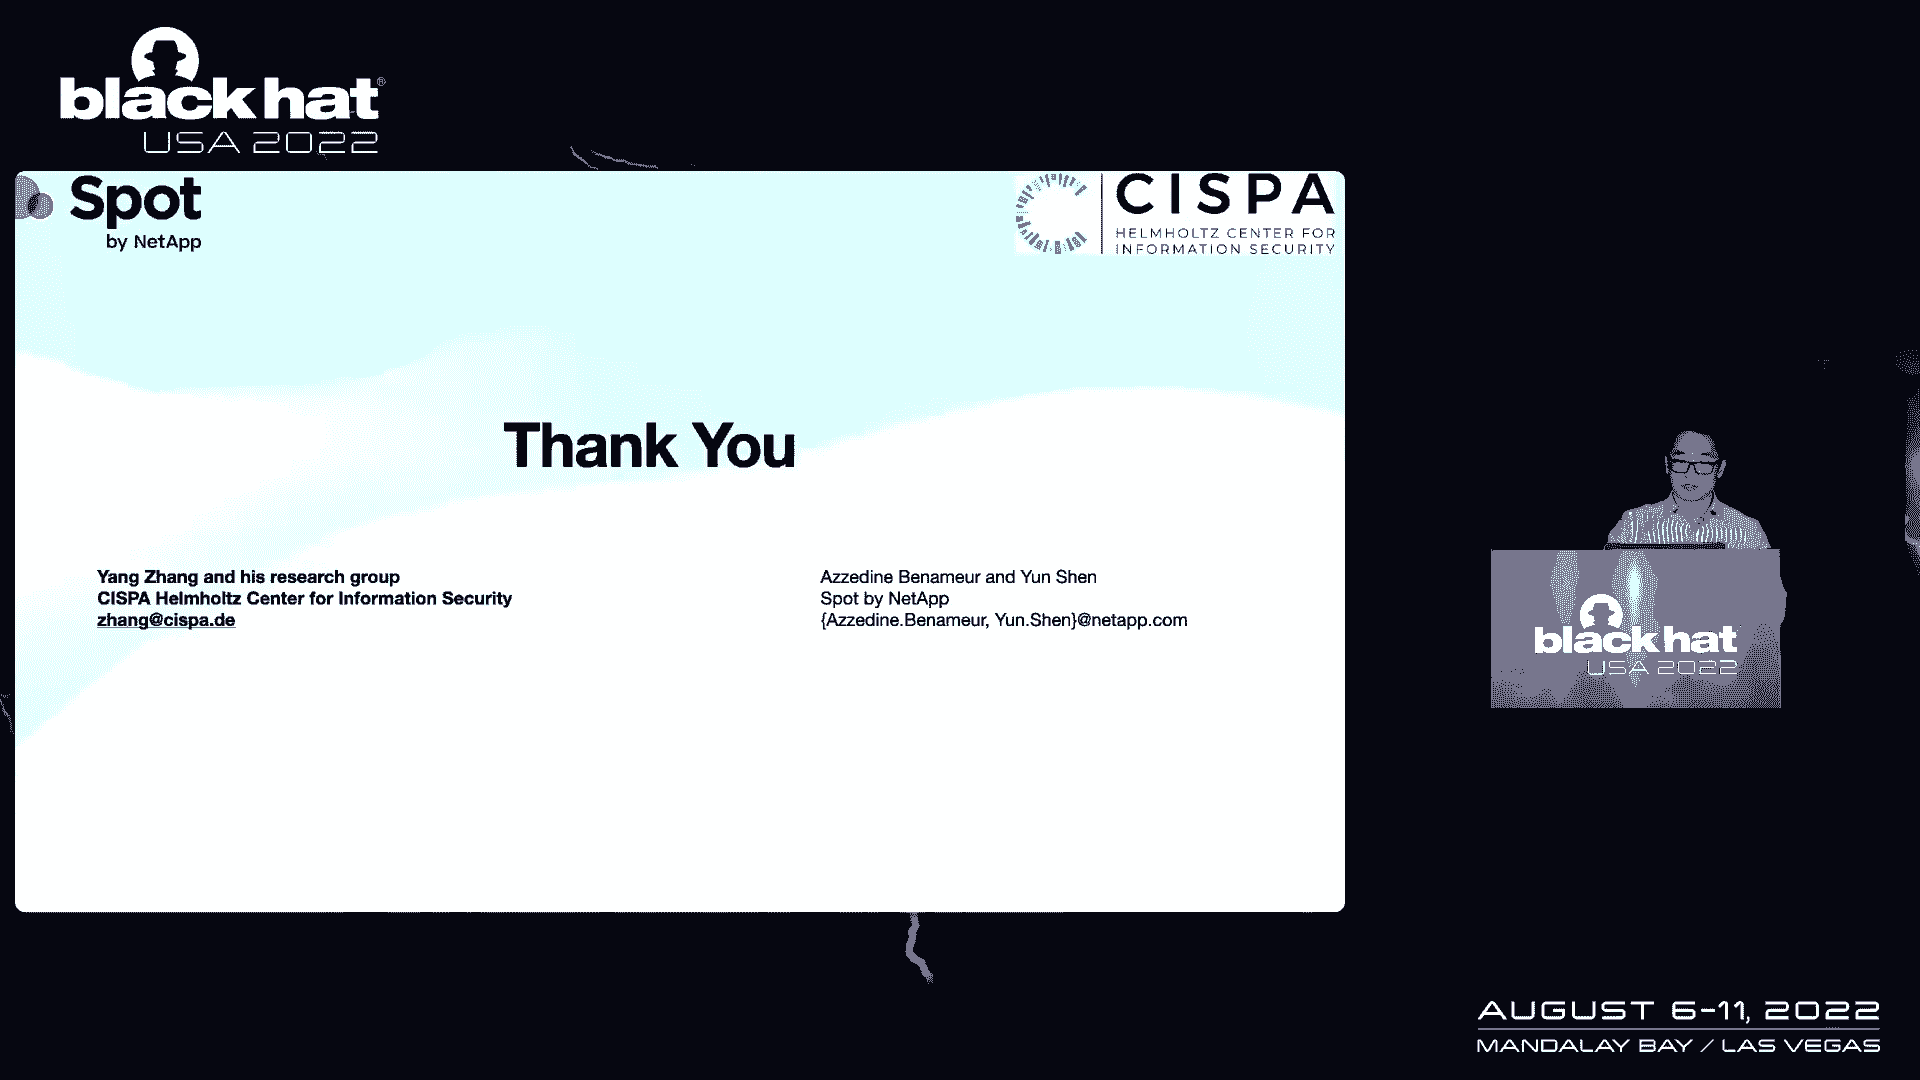 black hat®
USA 2022
Spot
by NetApp
CISPA
HELMHOLTZ CENTER FOR
INFORMATION SECURITY
Thank You
Yang Zhang and his research group
CISPA Helmholtz Center for Information Security
zhang@cispa.de
Azzedine Benameur and Yun Shen
Spot by NetApp
{Azzedine.Benameur, Yun.Shen}@netapp.com
black hat
USA 2022
AUGUST 6-11, 2022
MANDALAY BAY / LAS VEGAS